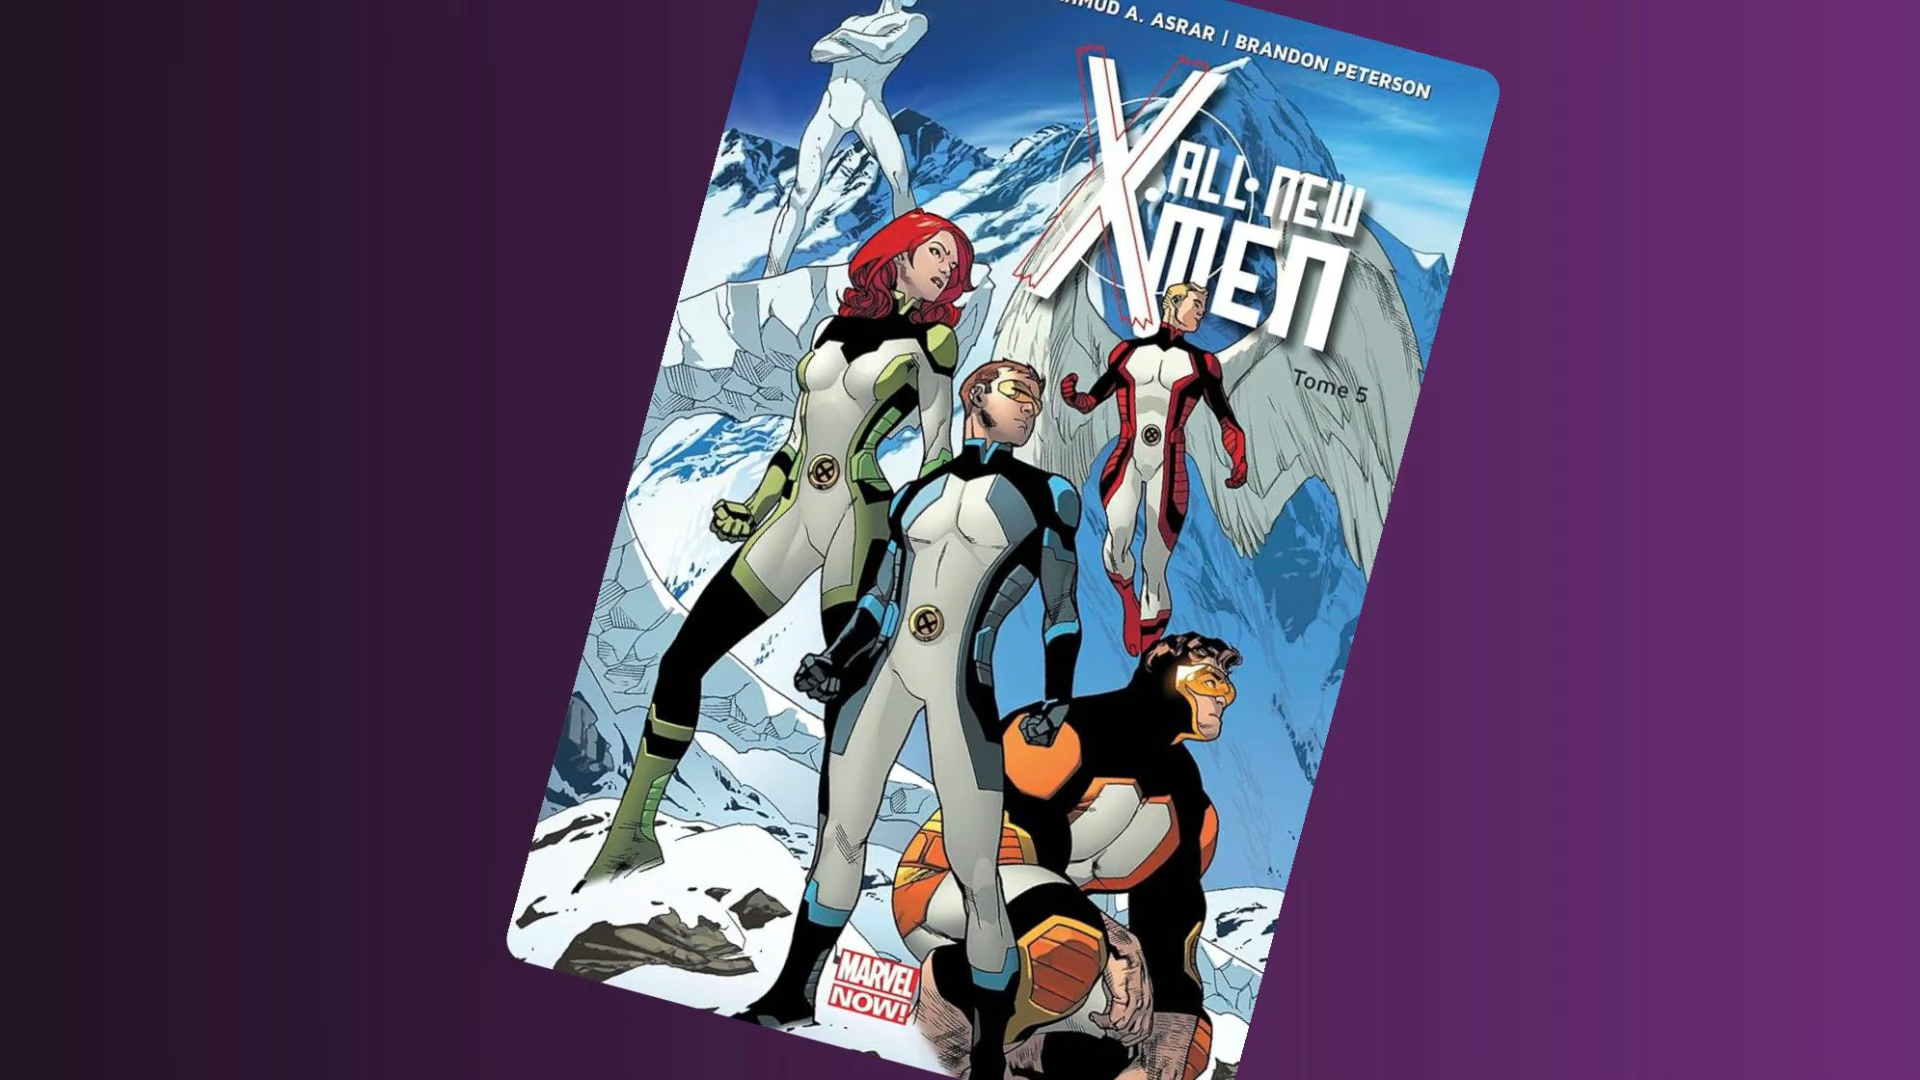 A. ASRAR | BRANDON PETERSON
X
ALL-NEW
X-MEN
Tome 5
MARVEL
NOW!